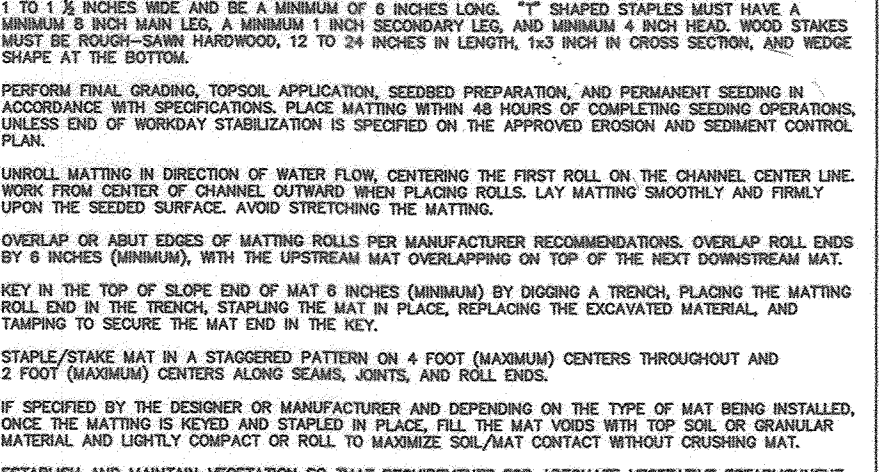 1 TO 1 ½ INCHES WIDE AND BE A MINIMUM OF 6 INCHES LONG. "T" SHAPED STAPLES MUST HAVE A
MINIMUM 8 INCH MAIN LEG, A MINIMUM 1 INCH SECONDARY LEG, AND MINIMUM 4 INCH HEAD. WOOD STAKES
MUST BE ROUGH-SAWN HARDWOOD, 12 TO 24 INCHES IN LENGTH, 1x3 INCH IN CROSS SECTION, AND WEDGE
SHAPE AT THE BOTTOM.
PERFORM FINAL GRADING, TOPSOIL APPLICATION, SEEDBED PREPARATION, AND PERMANENT SEEDING IN
ACCORDANCE WITH SPECIFICATIONS. PLACE MATTING WITHIN 48 HOURS OF COMPLETING SEEDING OPERATIONS,
UNLESS END OF WORKDAY STABILIZATION IS SPECIFIED ON THE APPROVED EROSION AND SEDIMENT CONTROL
PLAN.
UNROLL MATTING IN DIRECTION OF WATER FLOW, CENTERING THE FIRST ROLL ON THE CHANNEL CENTER LINE.
WORK FROM CENTER OF CHANNEL OUTWARD WHEN PLACING ROLLS. LAY MATTING SMOOTHLY AND FIRMLY
UPON THE SEEDED SURFACE. AVOID STRETCHING THE MATTING.
OVERLAP OR ABUT EDGES OF MATTING ROLLS PER MANUFACTURER RECOMMENDATIONS. OVERLAP ROLL ENDS
BY 6 INCHES (MINIMUM), WITH THE UPSTREAM MAT OVERLAPPING ON TOP OF THE NEXT DOWNSTREAM MAT.
KEY IN THE TOP OF SLOPE END OF MAT 6 INCHES (MINIMUM) BY DIGGING A TRENCH, PLACING THE MATTING
ROLL END IN THE TRENCH, STAPLING THE MAT IN PLACE, REPLACING THE EXCAVATED MATERIAL, AND
TAMPING TO SECURE THE MAT END IN THE KEY.
STAPLE/STAKE MAT IN A STAGGERED PATTERN ON 4 FOOT (MAXIMUM) CENTERS THROUGHOUT AND
2 FOOT (MAXIMUM) CENTERS ALONG SEAMS, JOINTS, AND ROLL ENDS.
IF SPECIFIED BY THE DESIGNER OR MANUFACTURER AND DEPENDING ON THE TYPE OF MAT BEING INSTALLED,
ONCE THE MATTING IS KEYED AND STAPLED IN PLACE, FILL THE MAT VOIDS WITH TOP SOIL OR GRANULAR
MATERIAL AND LIGHTLY COMPACT OR ROLL TO MAXIMIZE SOIL/MAT CONTACT WITHOUT CRUSHING MAT.
ESTABLISH AND MAINTAIN VEGETATION SO THAT REQUIREMENTS FOR ADEQUATE VEGETATIVE ESTABLISHMENT